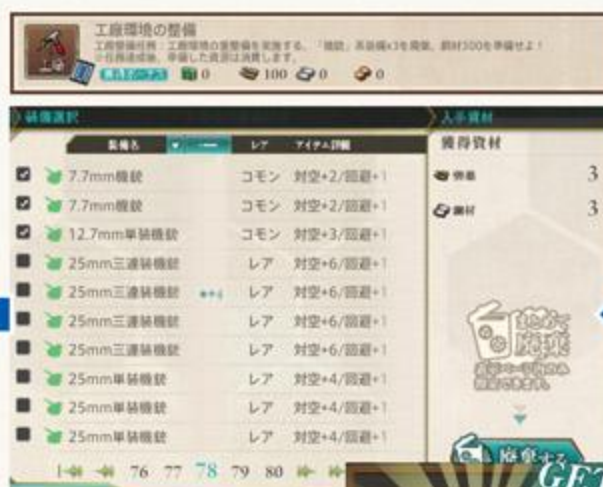 工廠環境の整備
工廠整備任務:工廠環境の重整備を実施する。「機銃」系装備x3を廃棄、鋼材300を準備せよ!
※任務達成後、準備した資源は消費します。
工廠
0
100
0
0
装備選択
入手資材
装備名
レア
アイテム詳細
獲得資材
7.7mm機銃 コモン 対空+2/回避+1
7.7mm機銃 コモン 対空+2/回避+1
12.7mm単装機銃 コモン 対空+3/回避+1
25mm三連装機銃 レア 対空+6/回避+1
25mm三連装機銃 レア 対空+6/回避+1
25mm三連装機銃 レア 対空+6/回避+1
25mm三連装機銃 レア 対空+6/回避+1
25mm単装機銃 レア 対空+4/回避+1
25mm単装機銃 レア 対空+4/回避+1
25mm単装機銃 レア 対空+4/回避+1
76 77 78 79 80
弾薬 3
鋼材 3
まとめて
廃棄
廃棄する
GET